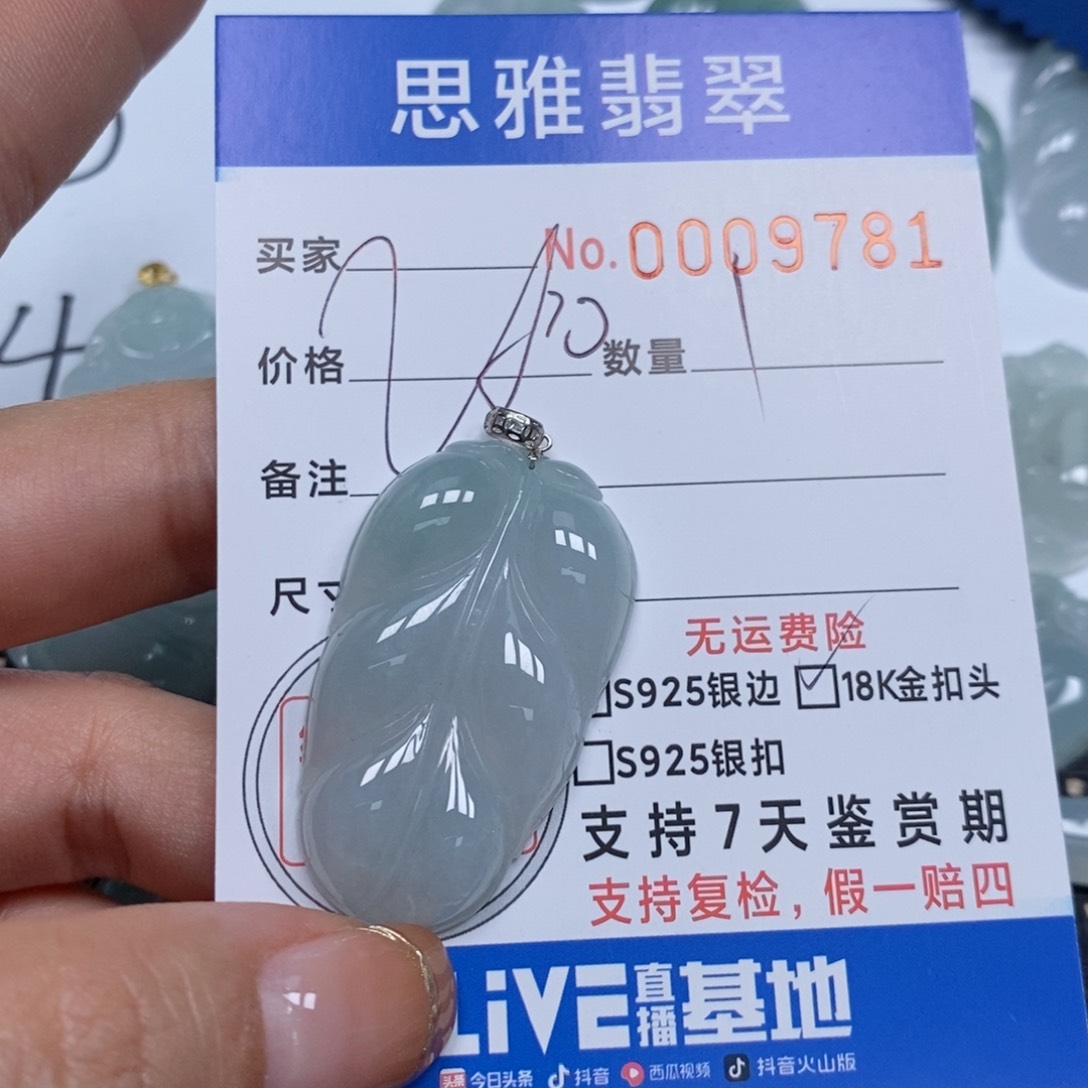 思雅翡翠
买家 No. 0009781
价格 数量 1
备注
尺寸
无运费险
S925银边 18K金扣头
S925银扣
支持7天鉴赏期
支持复检，假一赔四
LiVE直播基地
头条 今日头条 抖音 西瓜视频 抖音火山版
4